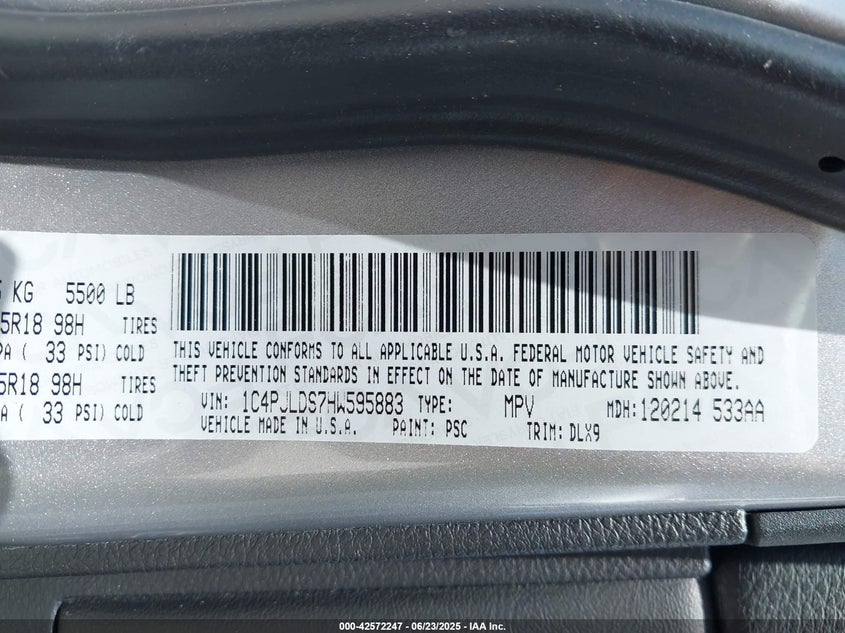 KG 5500 LB
5R18 98H TIRES
PA ( 33 PSI) COLD
5R18 98H TIRES
A ( 33 PSI) COLD
THIS VEHICLE CONFORMS TO ALL APPLICABLE U.S.A. FEDERAL MOTOR VEHICLE SAFETY AND
THEFT PREVENTION STANDARDS IN EFFECT ON THE DATE OF MANUFACTURE SHOWN ABOVE.
VIN: 1C4PJLDS7HW595883 TYPE: MPV MDH: 120214 533AA
VEHICLE MADE IN U.S.A. PAINT: PSC TRIM: DLX9
000-42572247 - 06/23/2025 - IAA Inc.